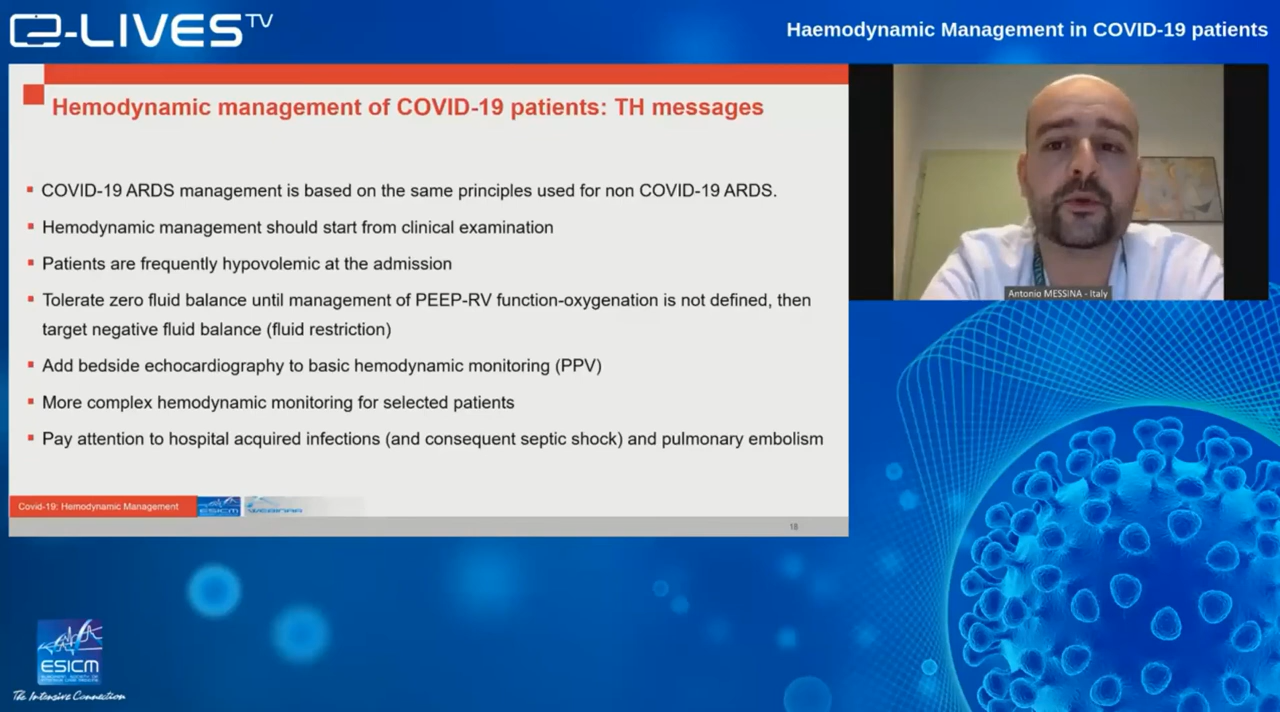 e-LIVES TV
Haemodynamic Management in COVID-19 patients
Hemodynamic management of COVID-19 patients: TH messages
▪ COVID-19 ARDS management is based on the same principles used for non COVID-19 ARDS.
▪ Hemodynamic management should start from clinical examination
▪ Patients are frequently hypovolemic at the admission
▪ Tolerate zero fluid balance until management of PEEP-RV function-oxygenation is not defined, then
target negative fluid balance (fluid restriction)
▪ Add bedside echocardiography to basic hemodynamic monitoring (PPV)
▪ More complex hemodynamic monitoring for selected patients
▪ Pay attention to hospital acquired infections (and consequent septic shock) and pulmonary embolism
Antonio MESSINA - Italy
Covid-19: Hemodynamic Management
ESICM
WEBINAR
18
ESICM
The Intensive Connection